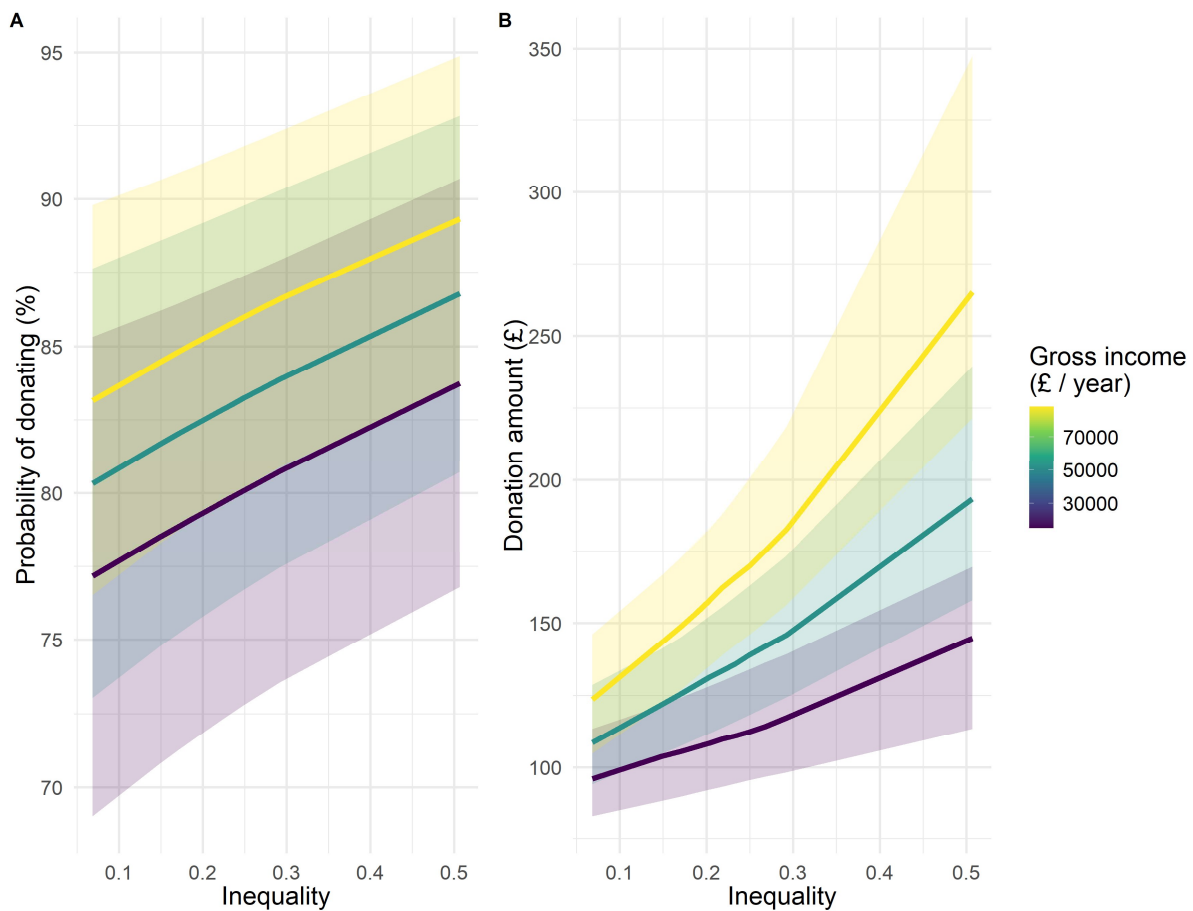 A
Probability of donating (%)
95
90
85
80
75
70
0.1 0.2 0.3 0.4 0.5
Inequality
B
Donation amount (£)
350
300
250
200
150
100
0.1 0.2 0.3 0.4 0.5
Inequality
Gross income
(£ / year)
70000
50000
30000